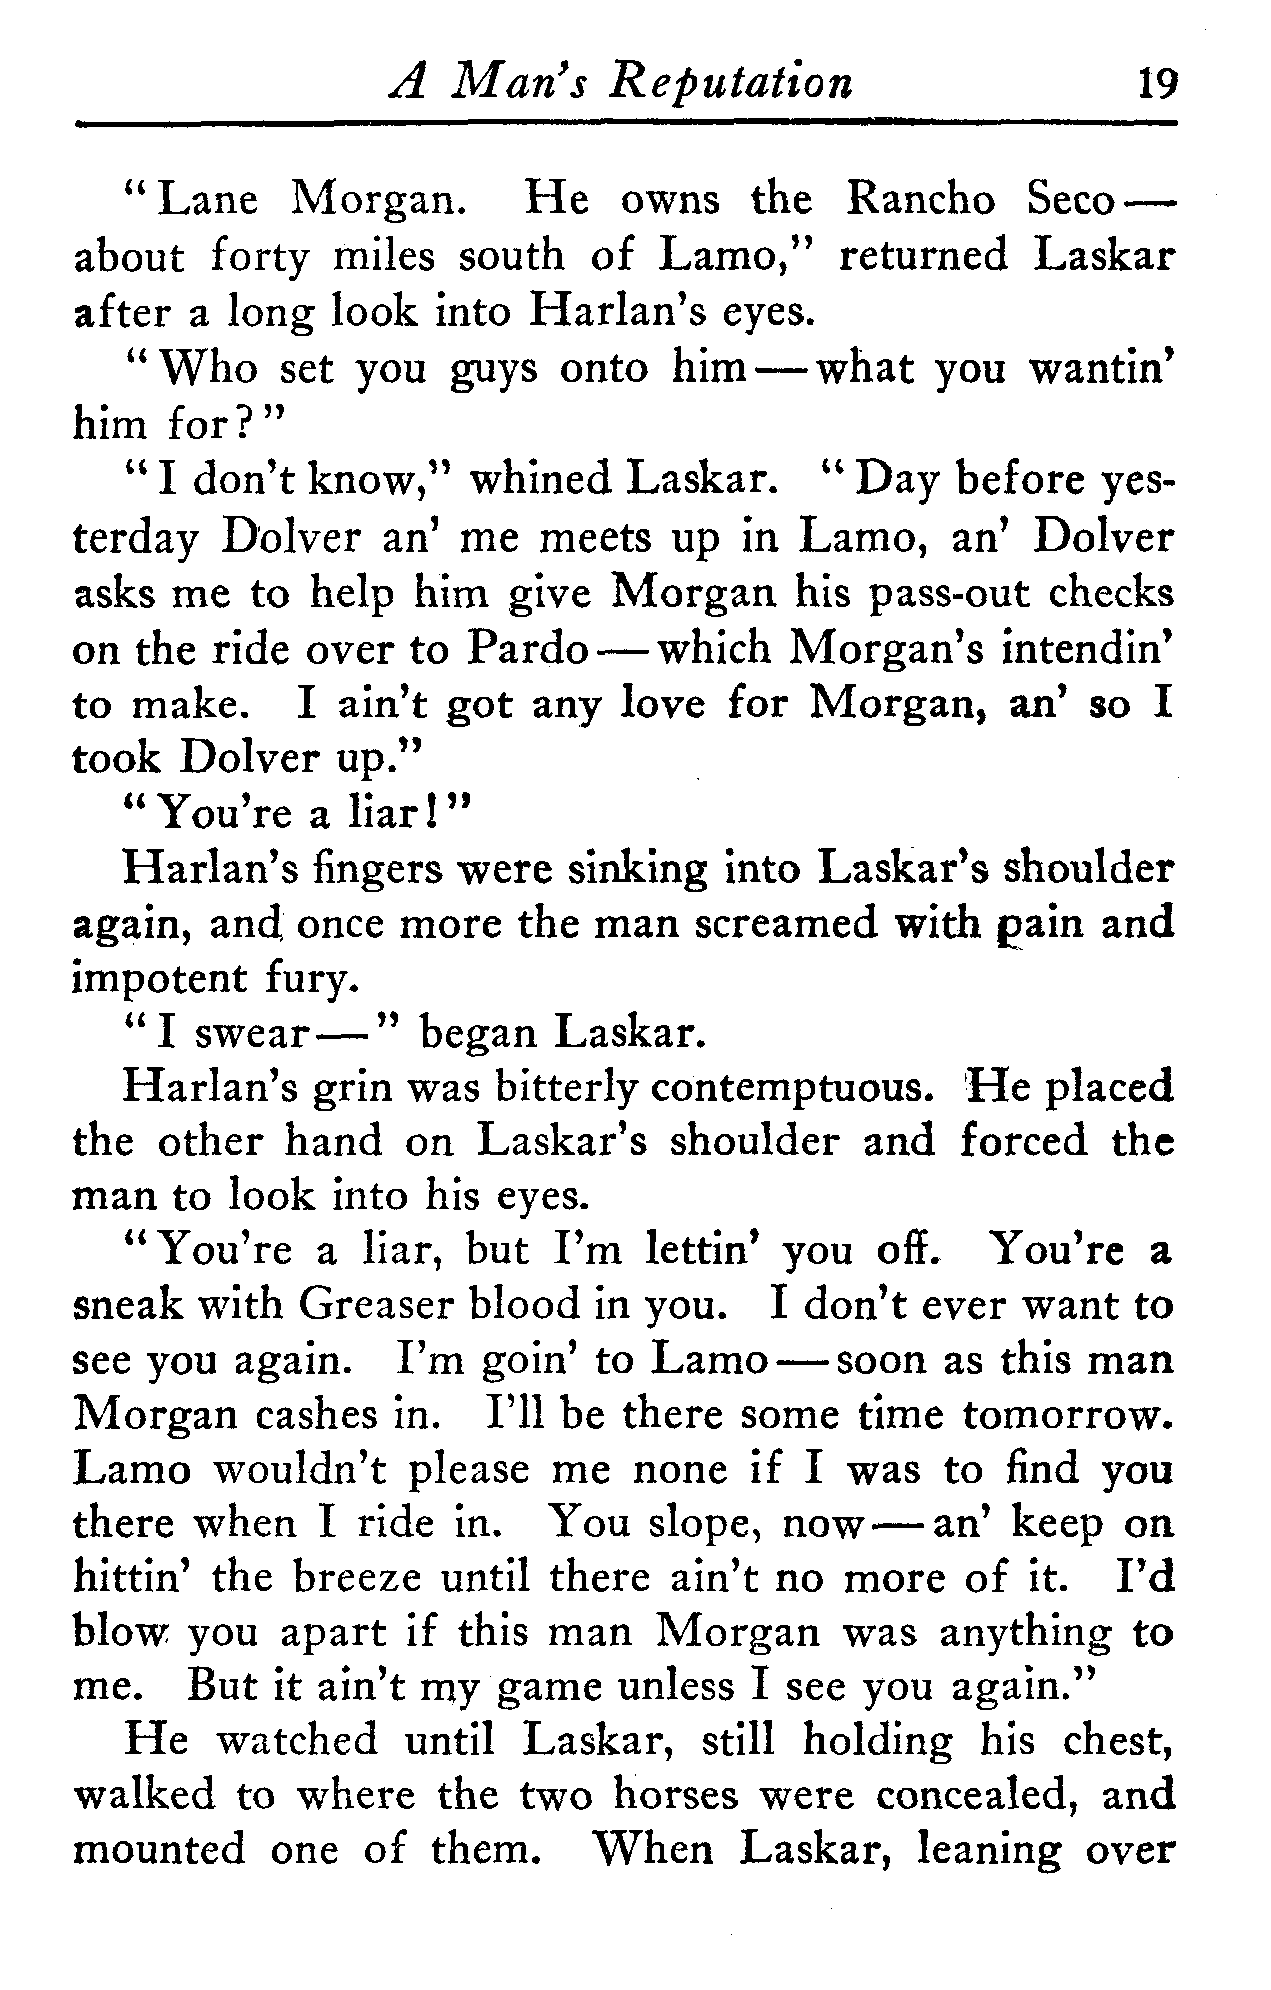 A Man's Reputation 19
"Lane Morgan. He owns the Rancho Seco—
about forty miles south of Lamo," returned Laskar
after a long look into Harlan's eyes.
"Who set you guys onto him—what you wantin'
him for?"
"I don't know," whined Laskar. "Day before yes-
terday Dolver an' me meets up in Lamo, an' Dolver
asks me to help him give Morgan his pass-out checks
on the ride over to Pardo—which Morgan's intendin'
to make. I ain't got any love for Morgan, an' so I
took Dolver up."
"You're a liar!"
Harlan's fingers were sinking into Laskar's shoulder
again, and once more the man screamed with pain and
impotent fury.
"I swear—" began Laskar.
Harlan's grin was bitterly contemptuous. He placed
the other hand on Laskar's shoulder and forced the
man to look into his eyes.
"You're a liar, but I'm lettin' you off. You're a
sneak with Greaser blood in you. I don't ever want to
see you again. I'm goin' to Lamo—soon as this man
Morgan cashes in. I'll be there some time tomorrow.
Lamo wouldn't please me none if I was to find you
there when I ride in. You slope, now—an' keep on
hittin' the breeze until there ain't no more of it. I'd
blow you apart if this man Morgan was anything to
me. But it ain't my game unless I see you again."
He watched until Laskar, still holding his chest,
walked to where the two horses were concealed, and
mounted one of them. When Laskar, leaning over